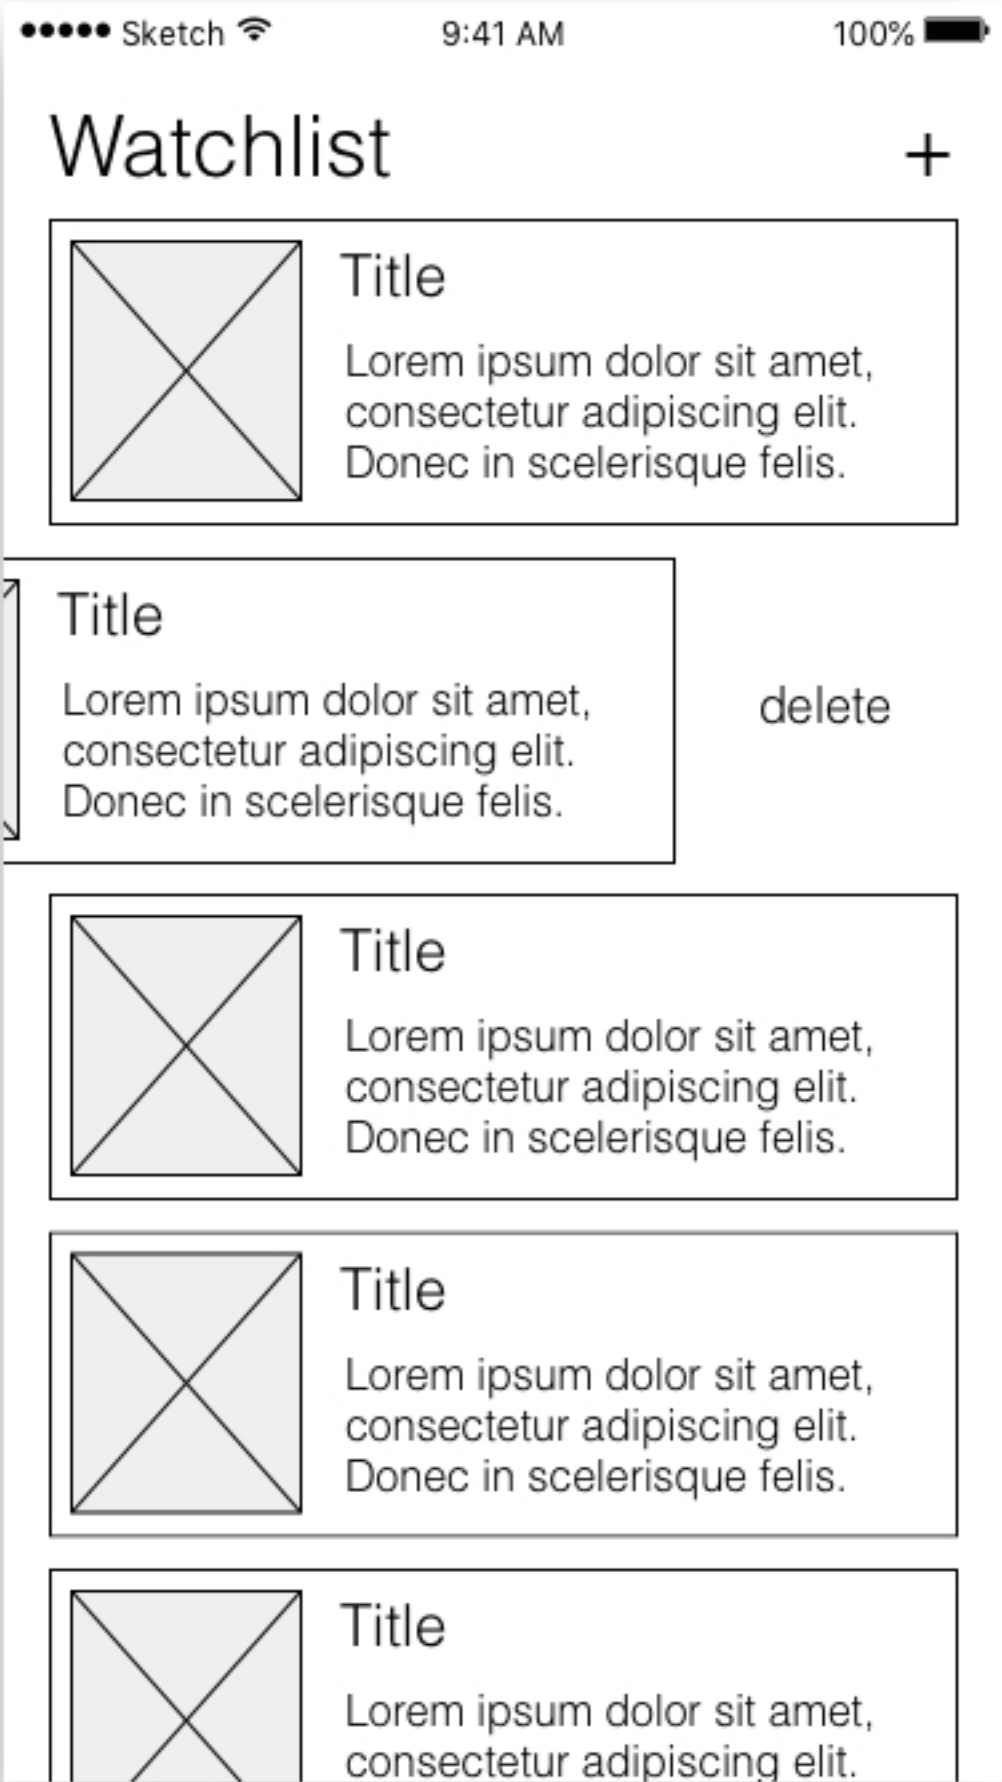 Sketch 9:41 AM 100%
Watchlist +
Title
Lorem ipsum dolor sit amet,
consectetur adipiscing elit.
Donec in scelerisque felis.
Title
Lorem ipsum dolor sit amet,
consectetur adipiscing elit.
Donec in scelerisque felis.
delete
Title
Lorem ipsum dolor sit amet,
consectetur adipiscing elit.
Donec in scelerisque felis.
Title
Lorem ipsum dolor sit amet,
consectetur adipiscing elit.
Donec in scelerisque felis.
Title
Lorem ipsum dolor sit amet,
consectetur adipiscing elit.